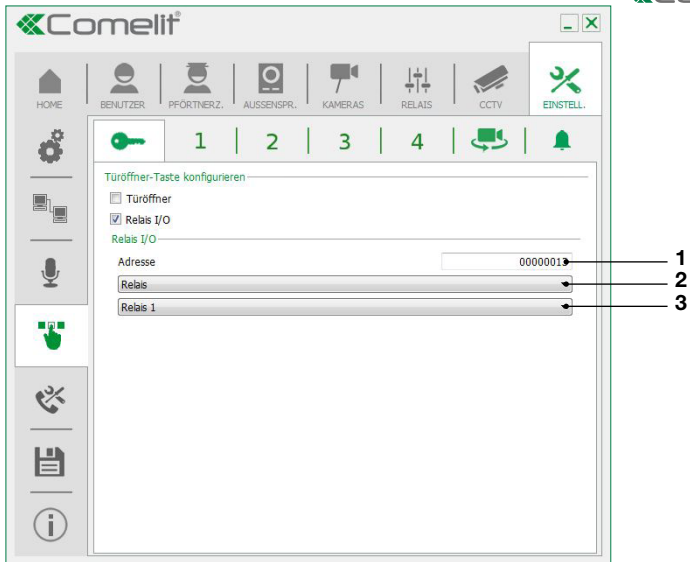 Comelit
HOME BENUTZER PFÖRTNERZ. AUSSENSPR. KAMERAS RELAIS CCTV EINSTELL.
1 2 3 4
Türöffner-Taste konfigurieren
Türöffner
Relais I/O
Relais I/O
Adresse 00000013 1
Relais 2
Relais 1 3